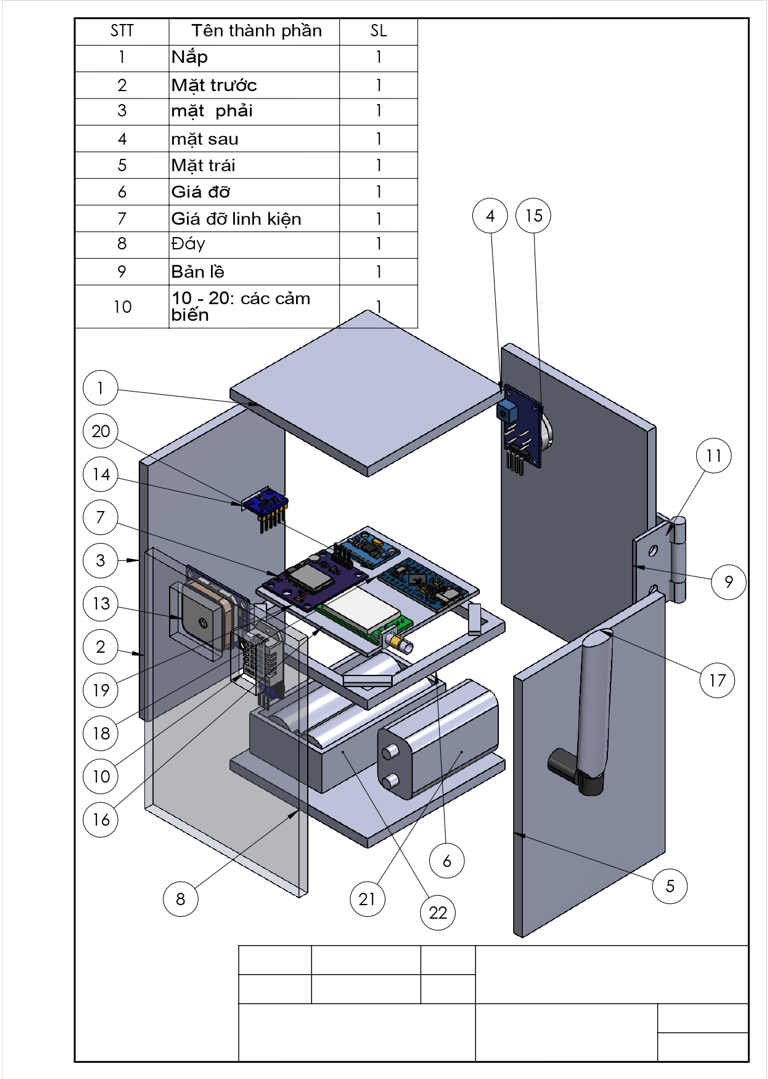 STT Tên thành phần SL
1 Nắp 1
2 Mặt trước 1
3 mặt phải 1
4 mặt sau 1
5 Mặt trái 1
6 Giá đỡ 1
7 Giá đỡ linh kiện 1
8 Đáy 1
9 Bản lề 1
10 10 - 20: các cảm 1
biến
4 15
1
20
11
14
7
3
9
13
2
17
19
18
10
16
6
5
8 21
22